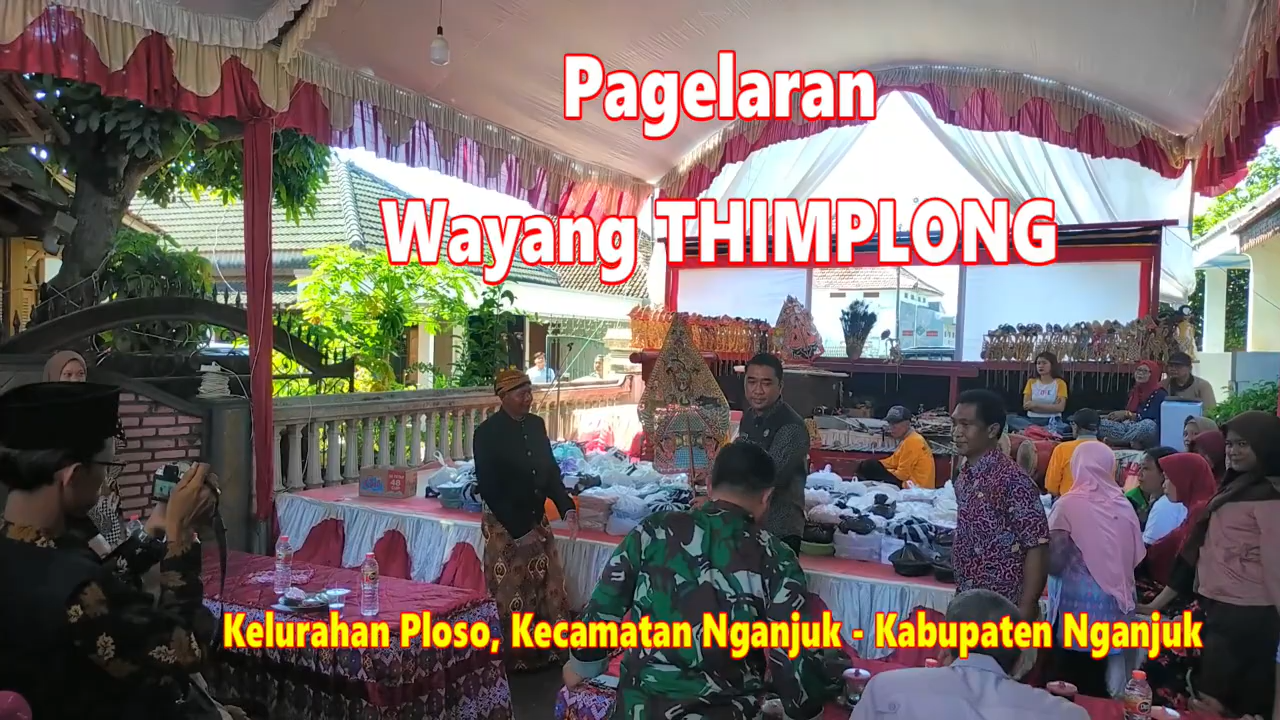 Pagelaran
Wayang THIMPLONG
Kelurahan Ploso, Kecamatan Nganjuk - Kabupaten Nganjuk